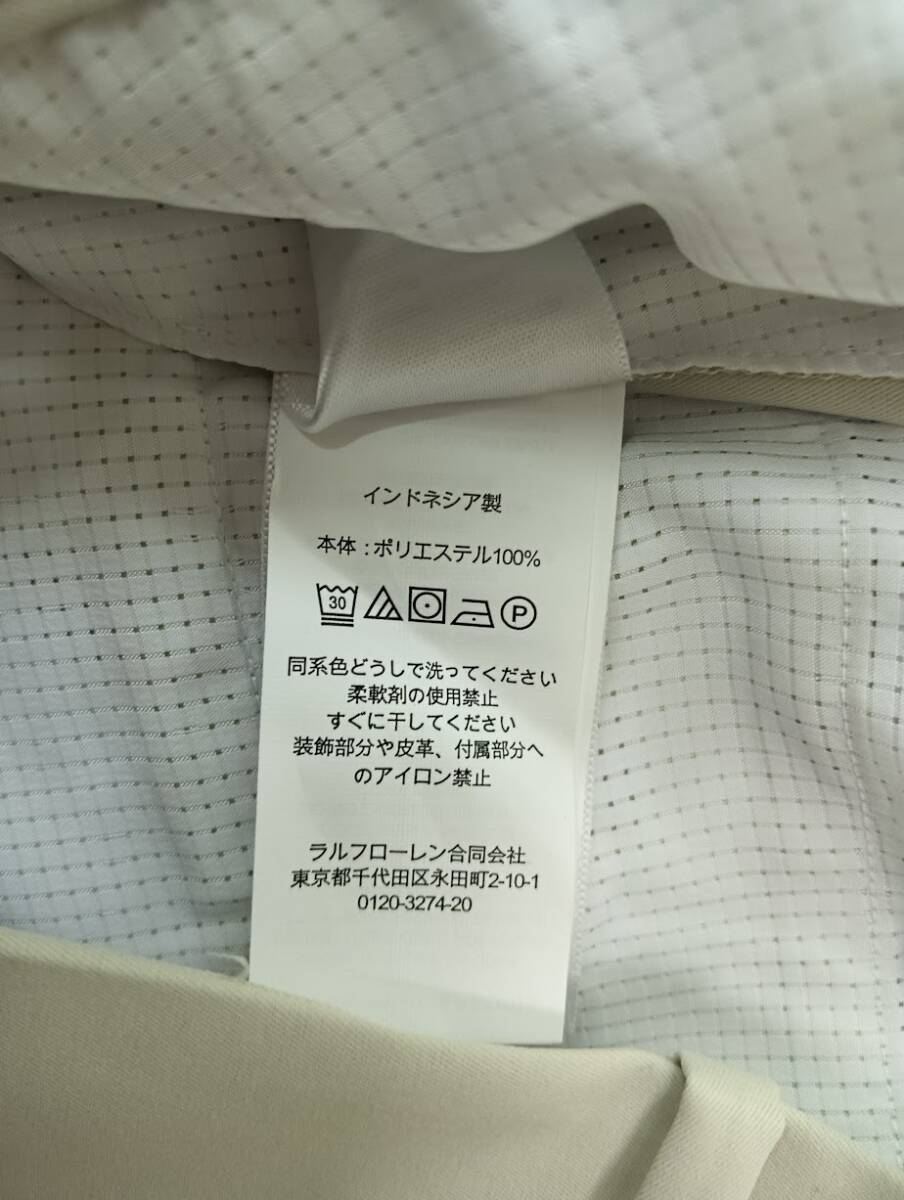 インドネシア製
本体 : ポリエステル100%
30 P
同系色どうしで洗ってください
柔軟剤の使用禁止
すぐに干してください
装飾部分や皮革、付属部分へ
のアイロン禁止
ラルフローレン合同会社
東京都千代田区永田町2-10-1
0120-3274-20